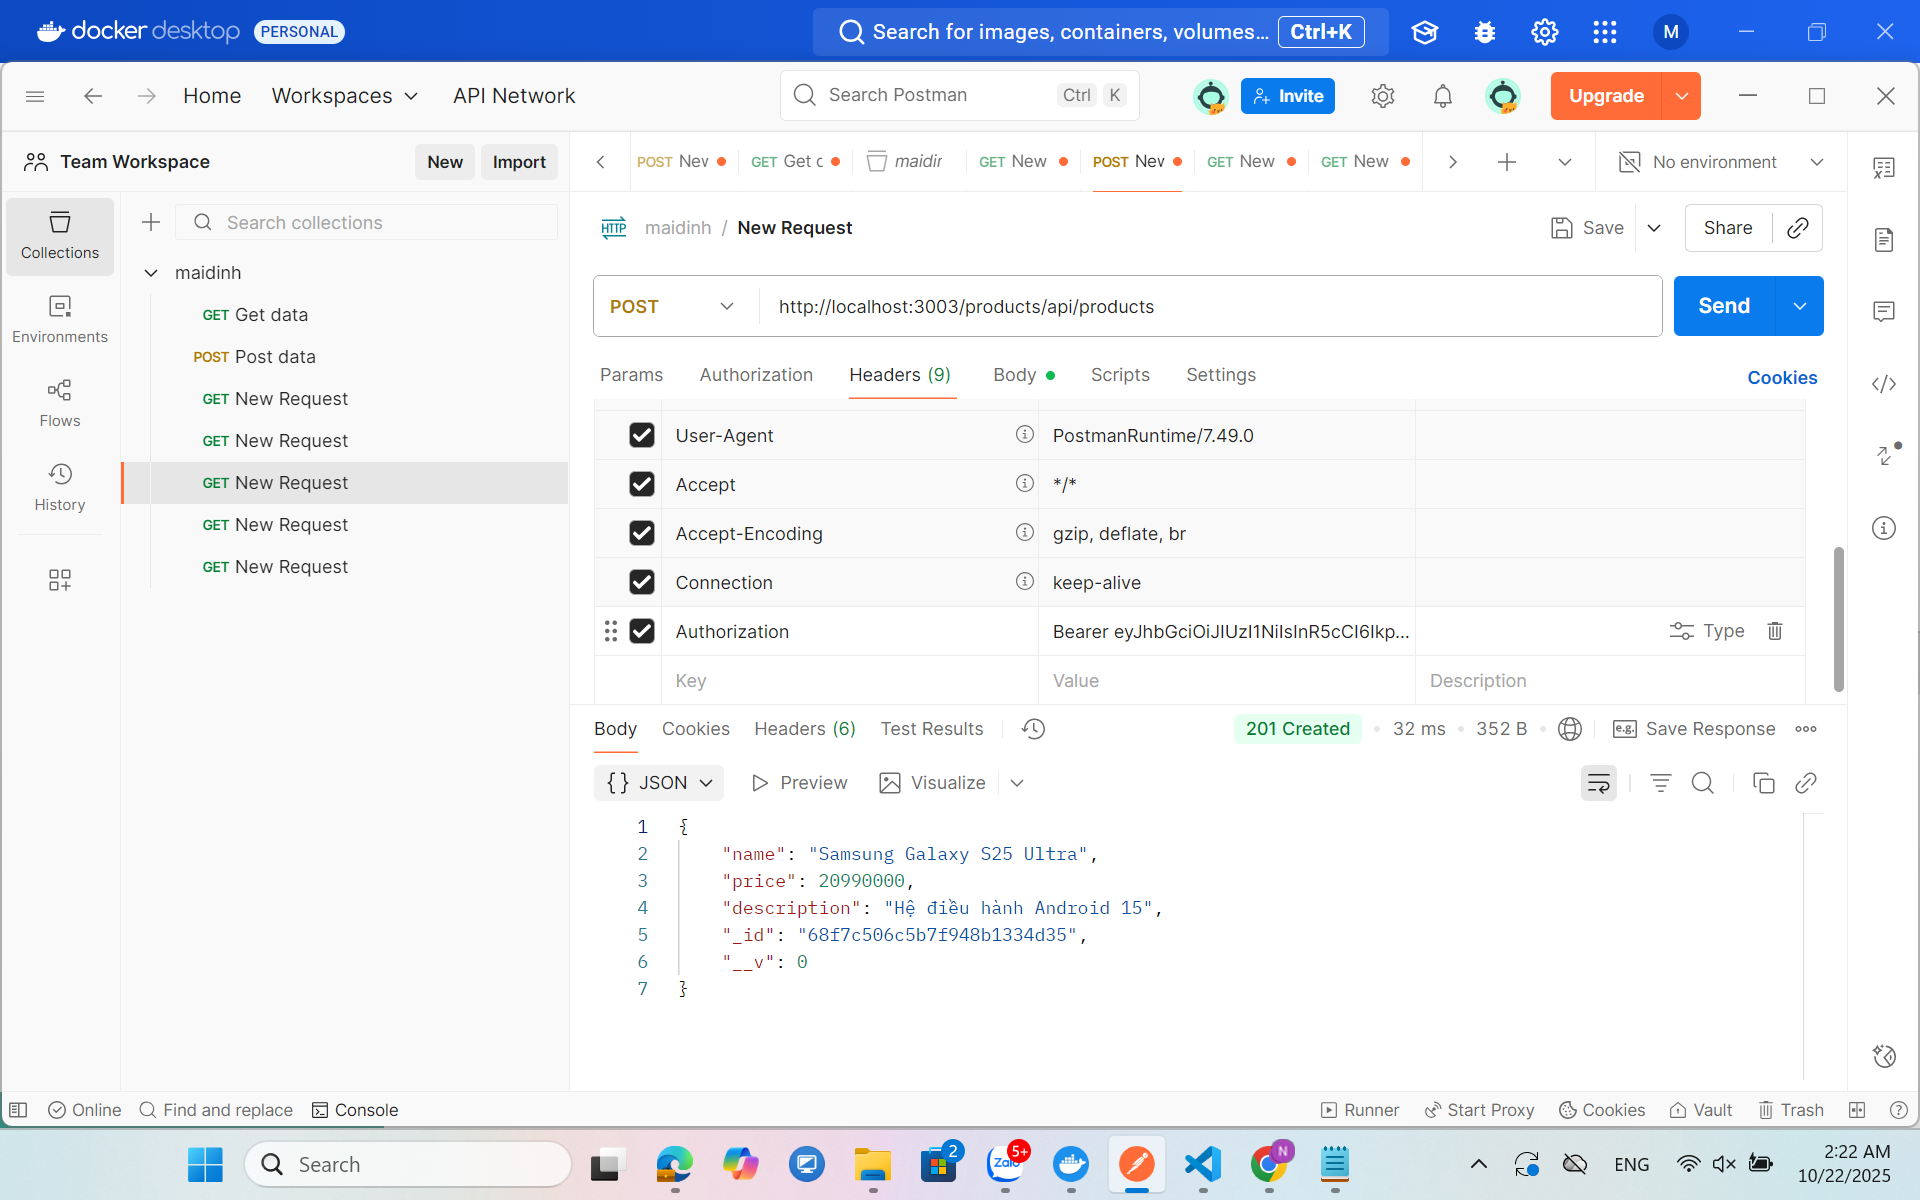 docker desktop PERSONAL
Search for images, containers, volumes... Ctrl+K
M
Home Workspaces API Network
Search Postman Ctrl K
Invite
Upgrade
Team Workspace New Import
POST Nev
GET Get c
maidir
GET New
POST Nev
GET New
GET New
No environment
Collections
Environments
Flows
History
Search collections
maidinh
GET Get data
POST Post data
GET New Request
GET New Request
GET New Request
GET New Request
GET New Request
HTTP maidinh / New Request
Save Share
POST http://localhost:3003/products/api/products Send
Params Authorization Headers (9) Body Scripts Settings Cookies
User-Agent PostmanRuntime/7.49.0
Accept */*
Accept-Encoding gzip, deflate, br
Connection keep-alive
Authorization Bearer eyJhbGciOiJIUzI1NiIsInR5cCI6Ikp... Type
Key Value Description
Body Cookies Headers (6) Test Results 201 Created • 32 ms • 352 B • e.g. Save Response
{} JSON Preview Visualize
1 {
2 "name": "Samsung Galaxy S25 Ultra",
3 "price": 20990000,
4 "description": "Hệ điều hành Android 15",
5 "_id": "68f7c506c5b7f948b1334d35",
6 "__v": 0
7 }
Online Find and replace Console
Runner Start Proxy Cookies Vault Trash
Search
2
Zalo 5+
N
ENG
2:22 AM
10/22/2025